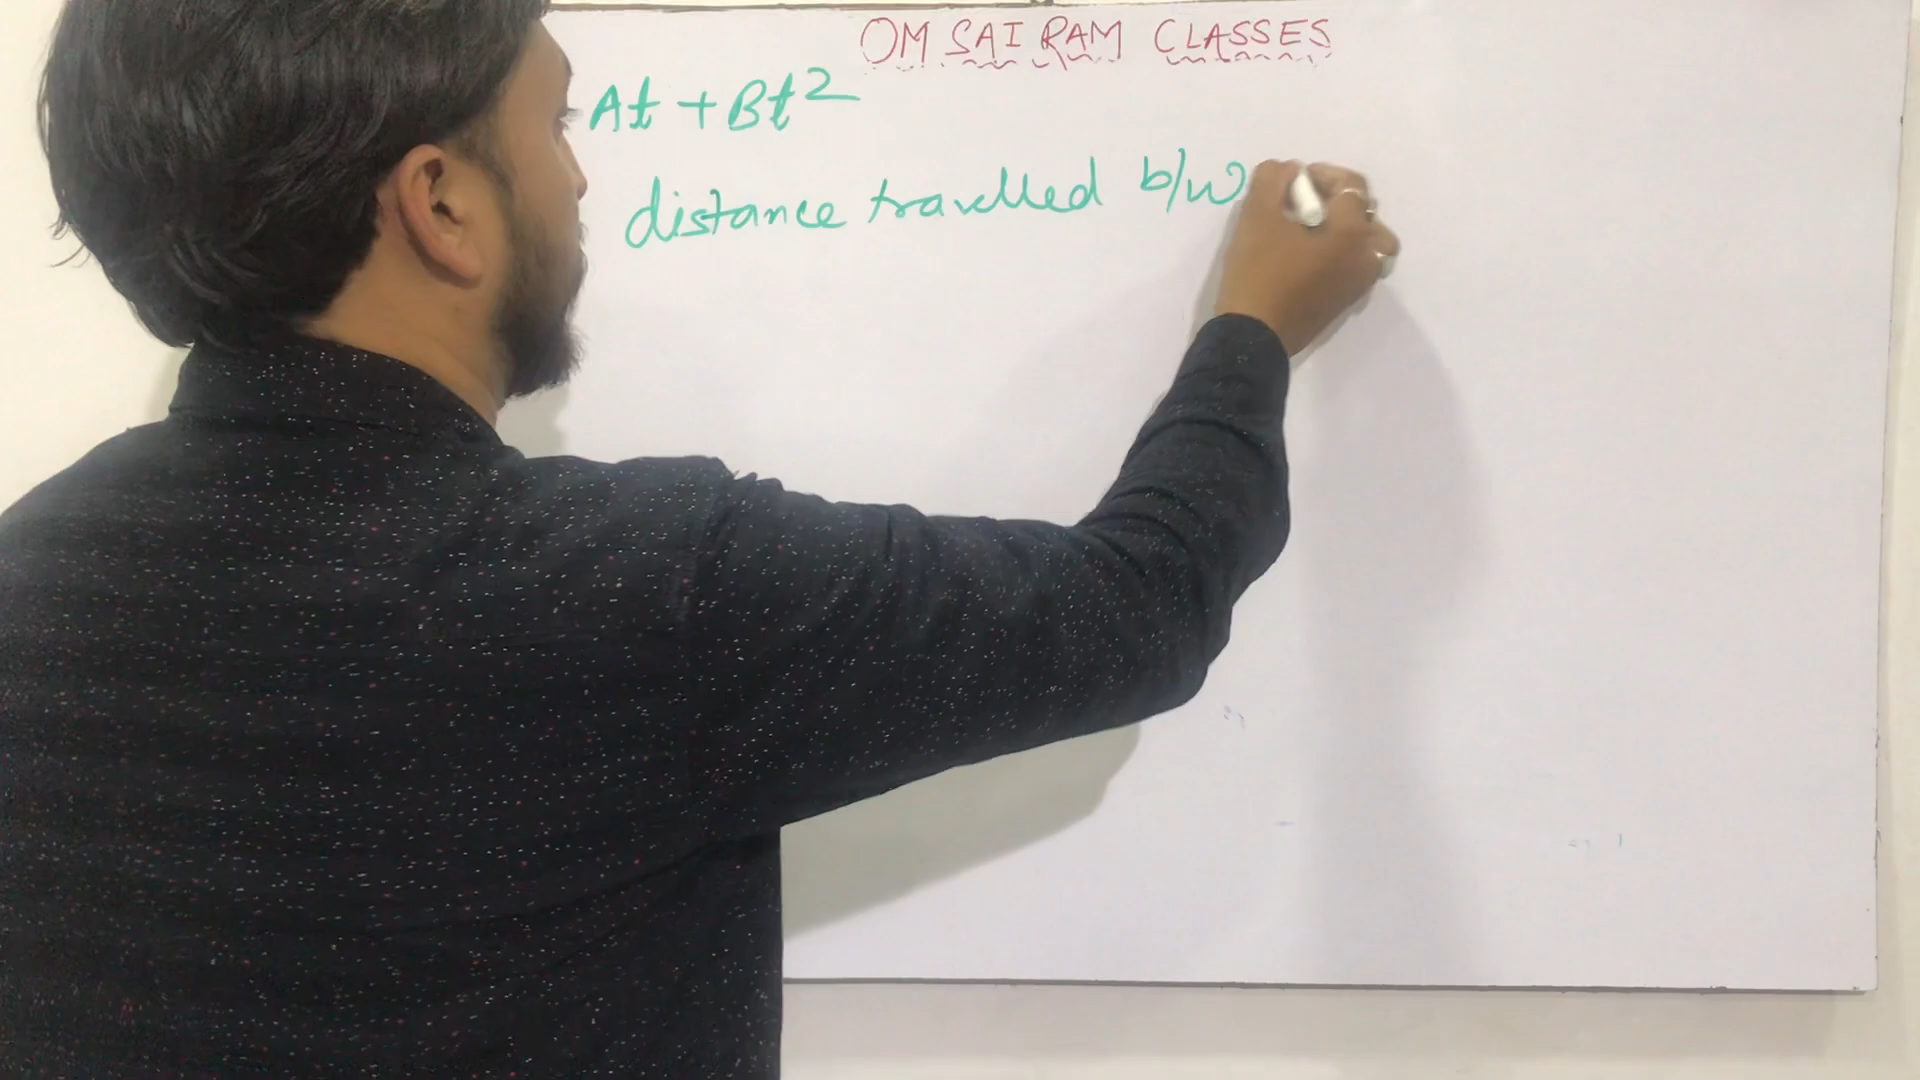 OM SAI RAM CLASSES
At + Bt²
distance travelled b/w